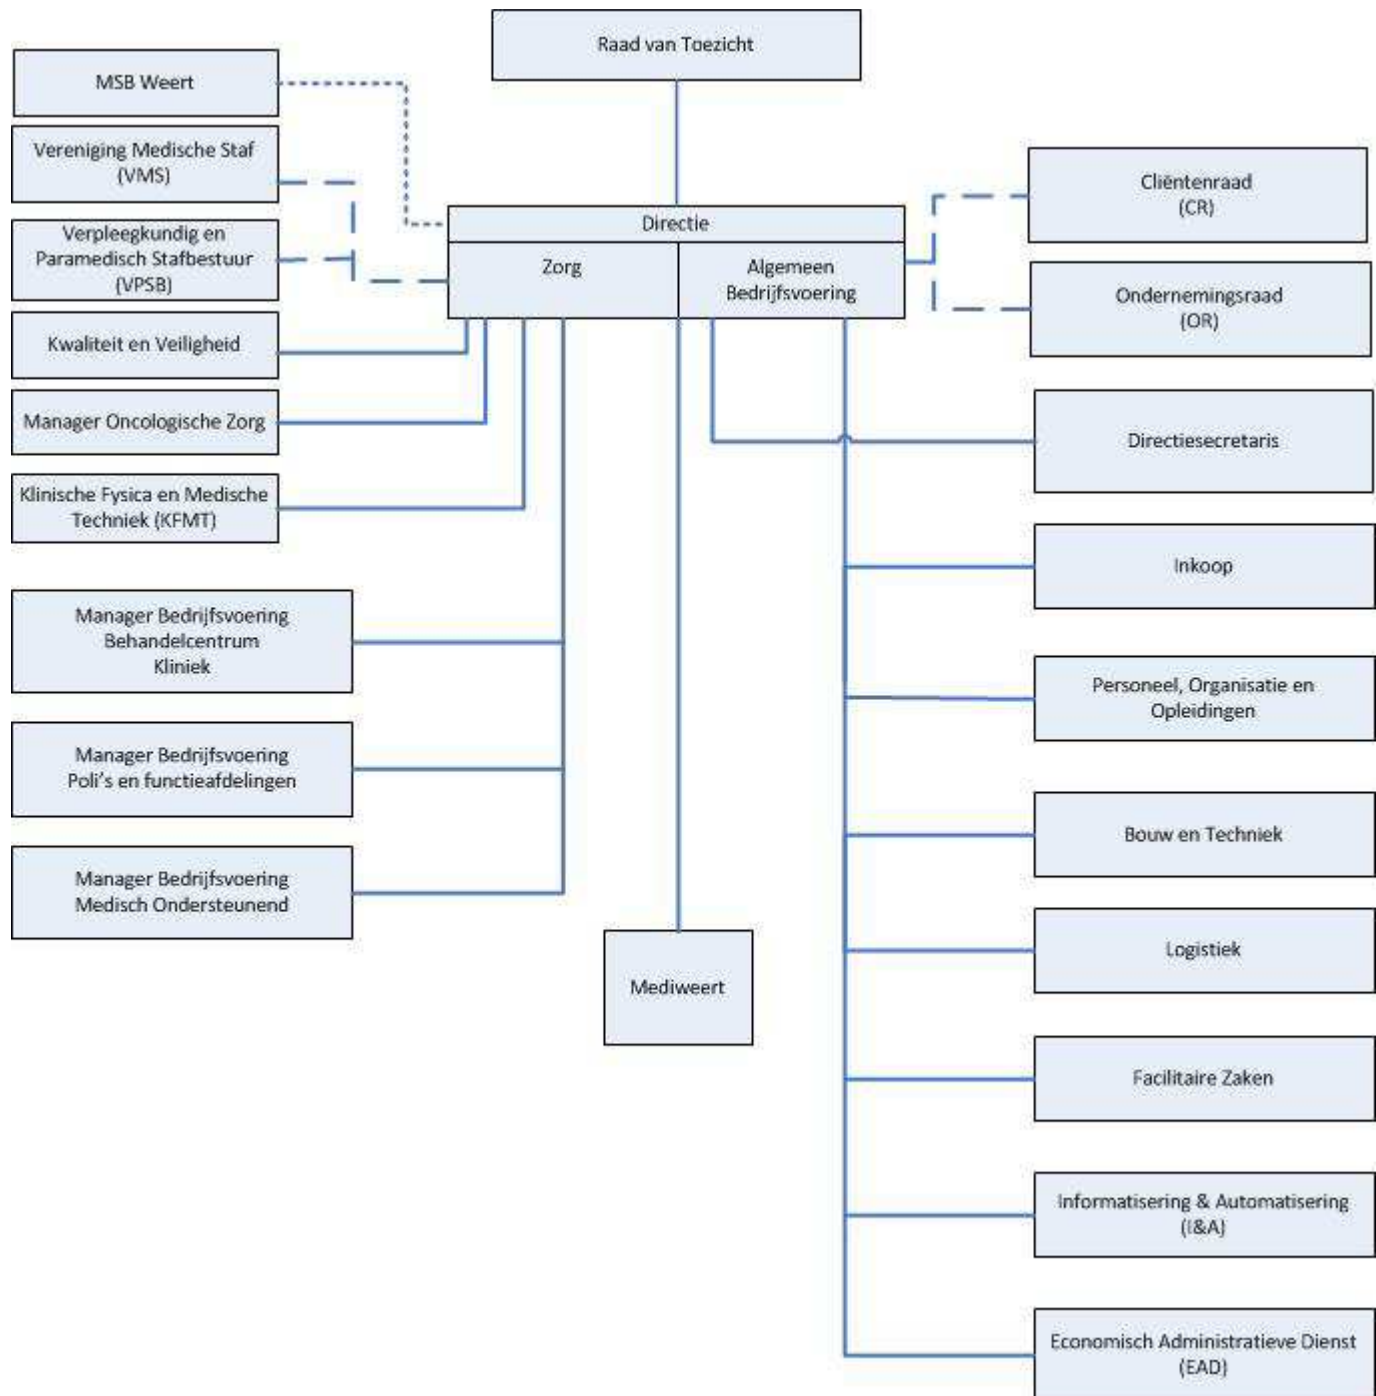 Raad van Toezicht
MSB Weert
Vereniging Medische Staf
(VMS)
Verpleegkundig en
Paramedisch Stafbestuur
(VPSB)
Kwaliteit en Veiligheid
Manager Oncologische Zorg
Klinische Fysica en Medische
Techniek (KFMT)
Manager Bedrijfsvoering
Behandelcentrum
Kliniek
Manager Bedrijfsvoering
Poli's en functieafdelingen
Manager Bedrijfsvoering
Medisch Ondersteunend
Directie
Zorg
Algemeen
Bedrijfsvoering
Mediweert
Cliëntenraad
(CR)
Ondernemingsraad
(OR)
Directiesecretaris
Inkoop
Personeel, Organisatie en
Opleidingen
Bouw en Techniek
Logistiek
Facilitaire Zaken
Informatisering & Automatisering
(I&A)
Economisch Administratieve Dienst
(EAD)